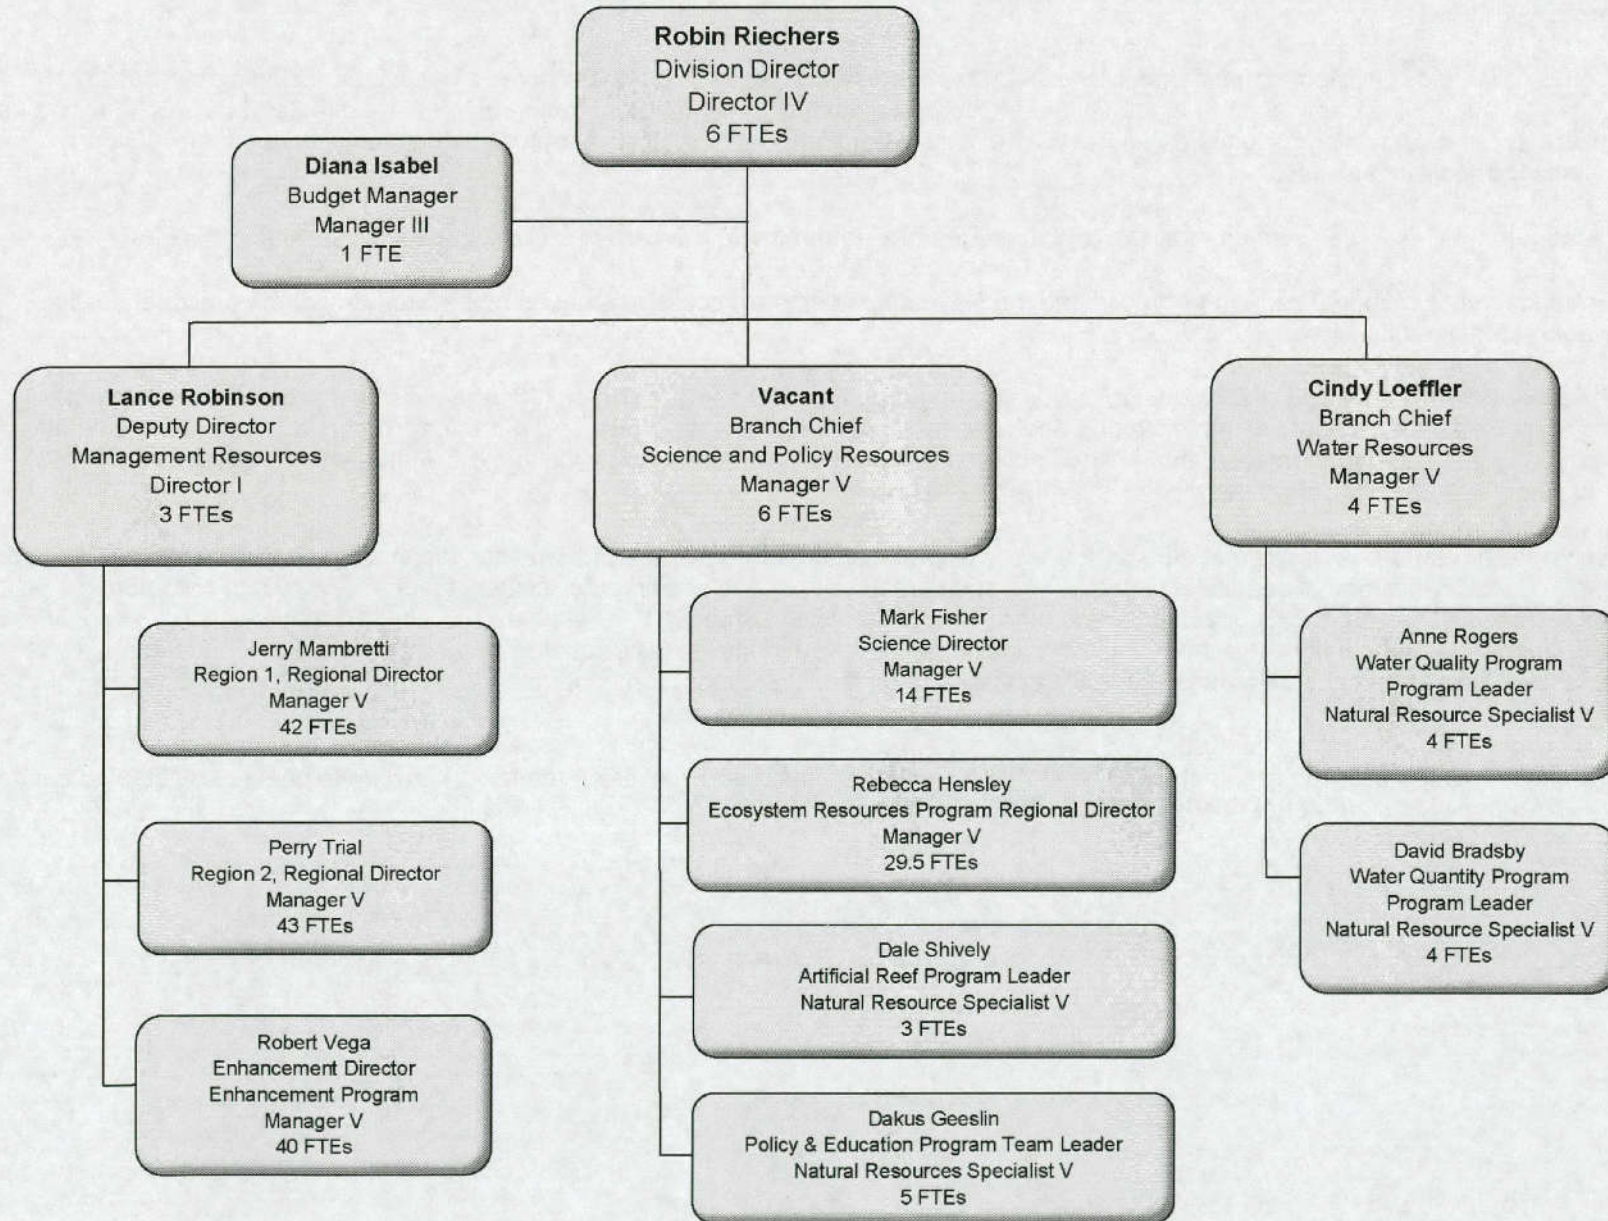 Robin Riechers
Division Director
Director IV
6 FTEs
Diana Isabel
Budget Manager
Manager III
1 FTE
Lance Robinson
Deputy Director
Management Resources
Director I
3 FTEs
Vacant
Branch Chief
Science and Policy Resources
Manager V
6 FTEs
Cindy Loeffler
Branch Chief
Water Resources
Manager V
4 FTEs
Jerry Mambretti
Region 1, Regional Director
Manager V
42 FTEs
Perry Trial
Region 2, Regional Director
Manager V
43 FTEs
Robert Vega
Enhancement Director
Enhancement Program
Manager V
40 FTEs
Mark Fisher
Science Director
Manager V
14 FTEs
Rebecca Hensley
Ecosystem Resources Program Regional Director
Manager V
29.5 FTEs
Dale Shively
Artificial Reef Program Leader
Natural Resource Specialist V
3 FTEs
Dakus Geeslin
Policy & Education Program Team Leader
Natural Resources Specialist V
5 FTEs
Anne Rogers
Water Quality Program
Program Leader
Natural Resource Specialist V
4 FTEs
David Bradsby
Water Quantity Program
Program Leader
Natural Resource Specialist V
4 FTEs